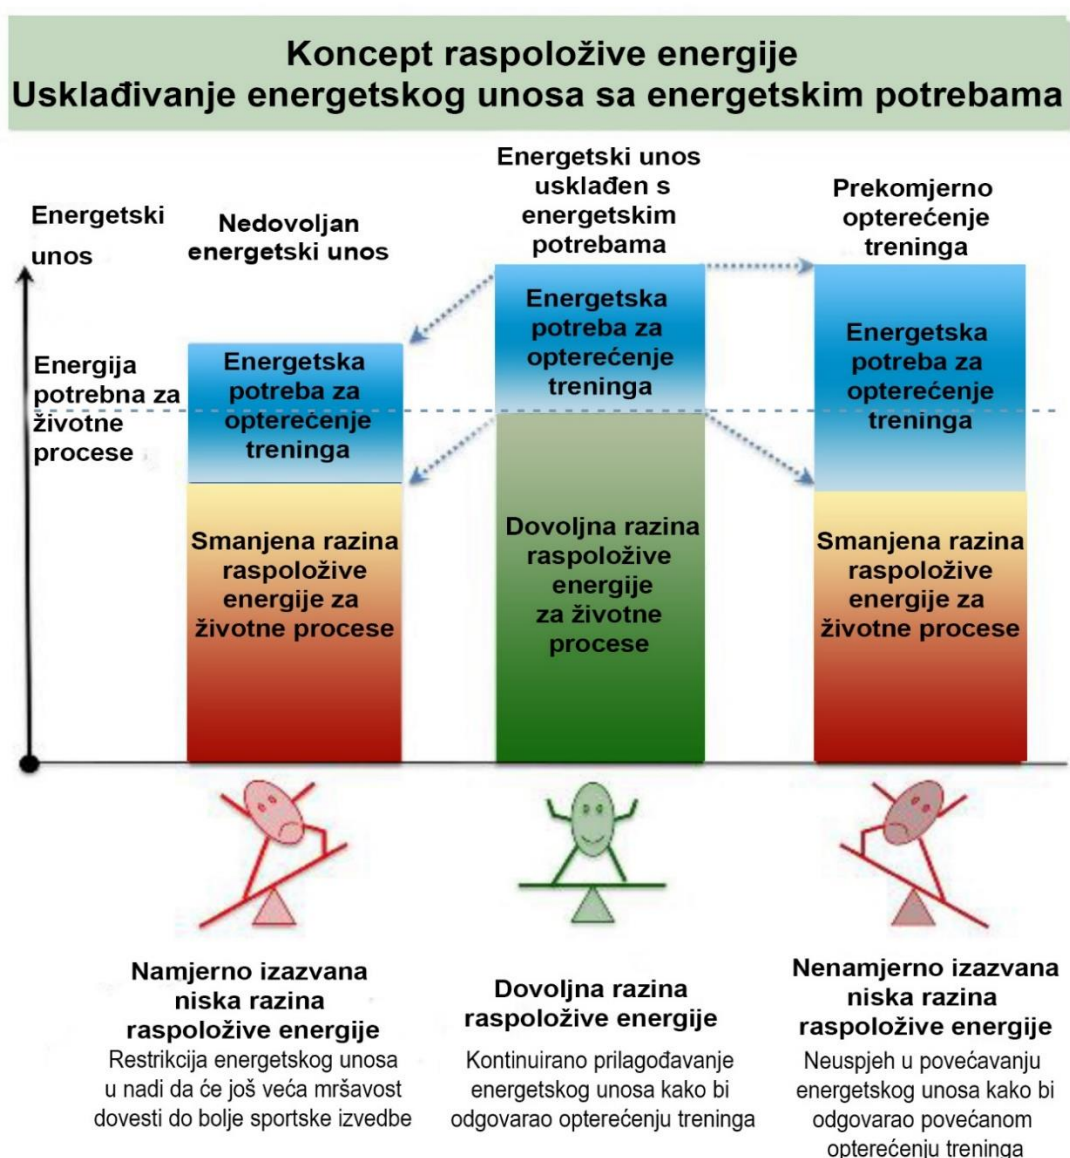 Koncept raspoložive energije
Usklađivanje energetskog unosa sa energetskim potrebama
Energetski
unos
Nedovoljan
energetski unos
Energetski unos
usklađen s
energetskim
potrebama
Prekomjerno
opterećenje
treninga
Energija
potrebna za
životne
procese
Energetska
potreba za
opterećenje
treninga
Energetska
potreba za
opterećenje
treninga
Energetska
potreba za
opterećenje
treninga
Smanjena razina
raspoložive
energije za
životne procese
Dovoljna razina
raspoložive
energije
za životne
procese
Smanjena razina
raspoložive
energije za
životne procese
Namjerno izazvana
niska razina
raspoložive energije
Restrikcija energetskog unosa
u nadi da će još veća mršavost
dovesti do bolje sportske izvedbe
Dovoljna razina
raspoložive energije
Kontinuirano prilagođavanje
energetskog unosa kako bi
odgovarao opterećenju treninga
Nenamjerno izazvana
niska razina
raspoložive energije
Neuspjeh u povećavanju
energetskog unosa kako bi
odgovarao povećanom
opterećenju treninga